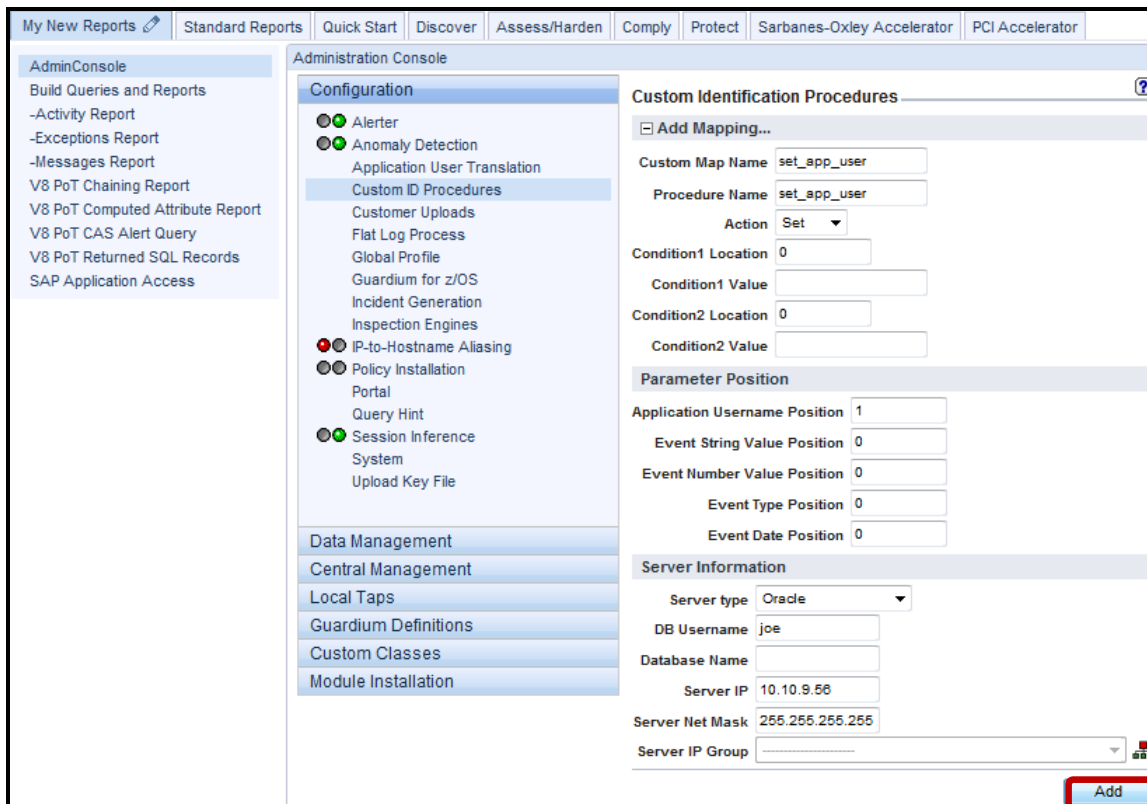 My New Reports
Standard Reports
Quick Start
Discover
Assess/Harden
Comply
Protect
Sarbanes-Oxley Accelerator
PCI Accelerator
AdminConsole
Build Queries and Reports
-Activity Report
-Exceptions Report
-Messages Report
V8 PoT Chaining Report
V8 PoT Computed Attribute Report
V8 PoT CAS Alert Query
V8 PoT Returned SQL Records
SAP Application Access
Administration Console
Configuration
Alerter
Anomaly Detection
Application User Translation
Custom ID Procedures
Customer Uploads
Flat Log Process
Global Profile
Guardium for z/OS
Incident Generation
Inspection Engines
IP-to-Hostname Aliasing
Policy Installation
Portal
Query Hint
Session Inference
System
Upload Key File
Data Management
Central Management
Local Taps
Guardium Definitions
Custom Classes
Module Installation
?
Custom Identification Procedures
Add Mapping...
Custom Map Name set_app_user
Procedure Name set_app_user
Action Set
Condition1 Location 0
Condition1 Value
Condition2 Location 0
Condition2 Value
Parameter Position
Application Username Position 1
Event String Value Position 0
Event Number Value Position 0
Event Type Position 0
Event Date Position 0
Server Information
Server type Oracle
DB Username joe
Database Name
Server IP 10.10.9.56
Server Net Mask 255.255.255.255
Server IP Group ----------------------
Add